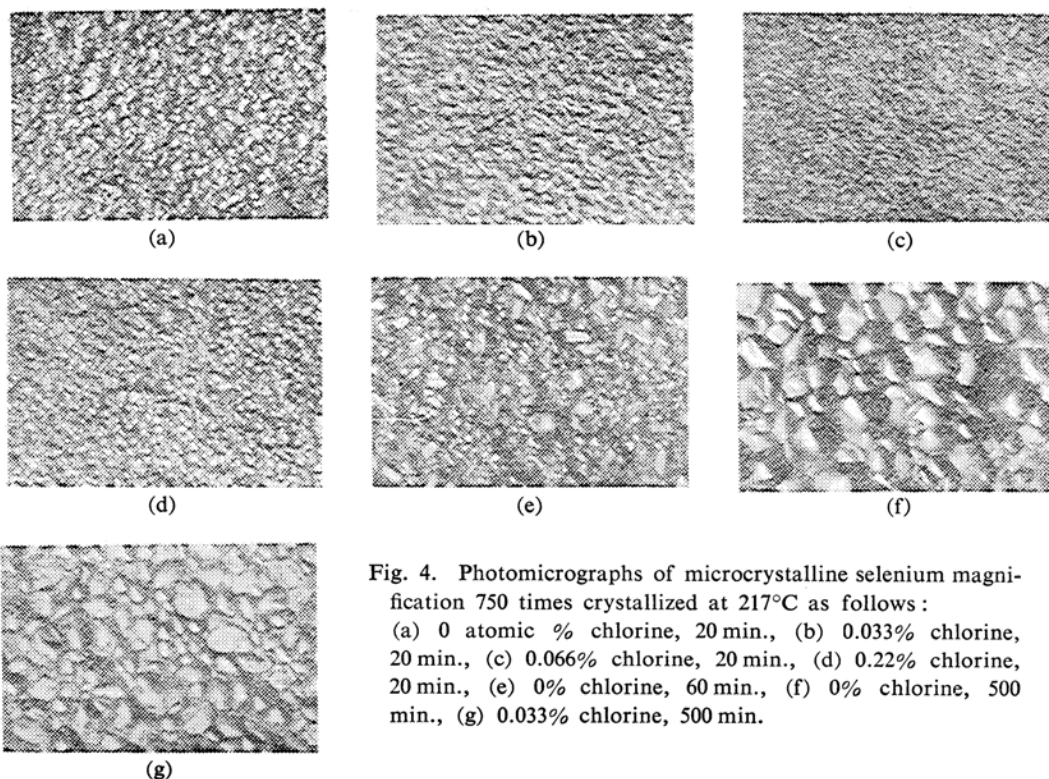 (a)
(b)
(c)
(d)
(e)
(f)
(g)
Fig. 4. Photomicrographs of microcrystalline selenium magni-
fication 750 times crystallized at 217°C as follows :
(a) 0 atomic % chlorine, 20 min., (b) 0.033% chlorine,
20 min., (c) 0.066% chlorine, 20 min., (d) 0.22% chlorine,
20 min., (e) 0% chlorine, 60 min., (f) 0% chlorine, 500
min., (g) 0.033% chlorine, 500 min.